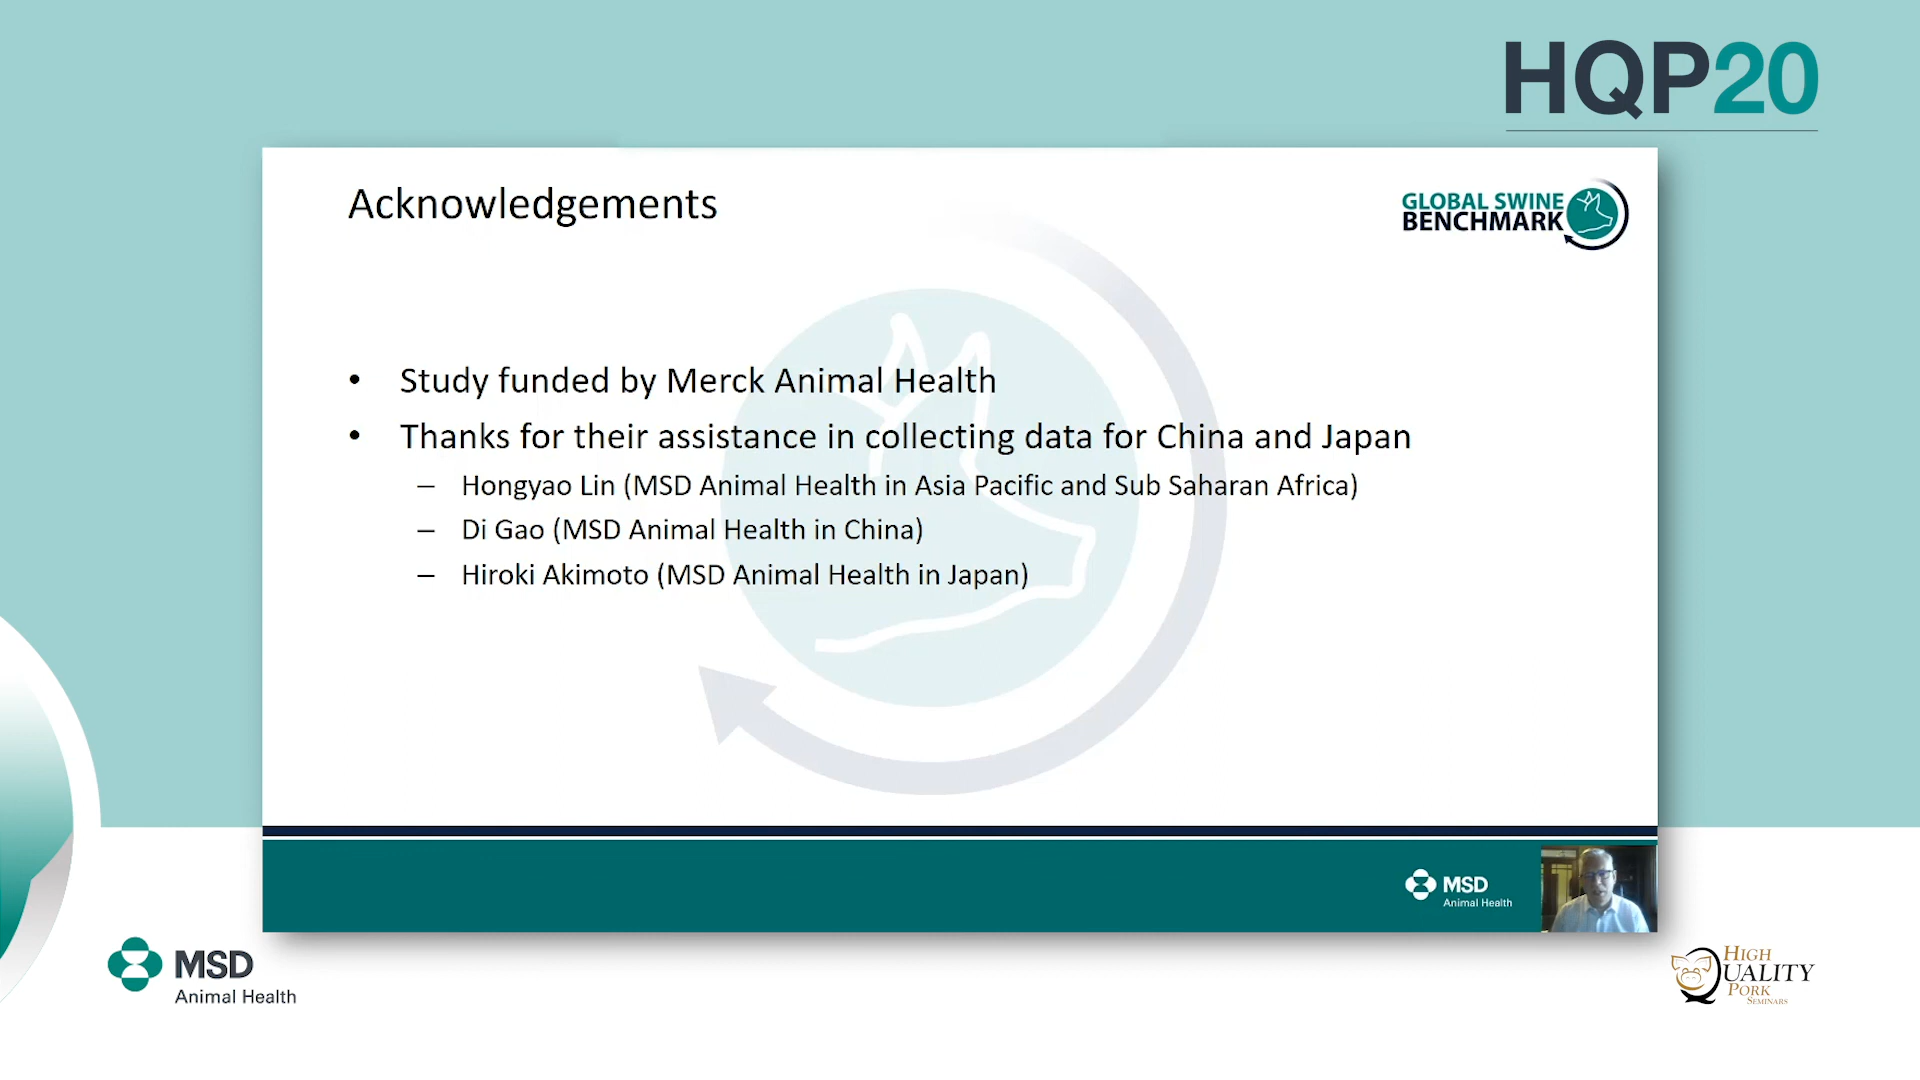 HQP20
Acknowledgements
GLOBAL SWINE
BENCHMARK
• Study funded by Merck Animal Health
• Thanks for their assistance in collecting data for China and Japan
– Hongyao Lin (MSD Animal Health in Asia Pacific and Sub Saharan Africa)
– Di Gao (MSD Animal Health in China)
– Hiroki Akimoto (MSD Animal Health in Japan)
MSD
Animal Health
MSD
Animal Health
HIGH
QUALITY
PORK
SEMINARS